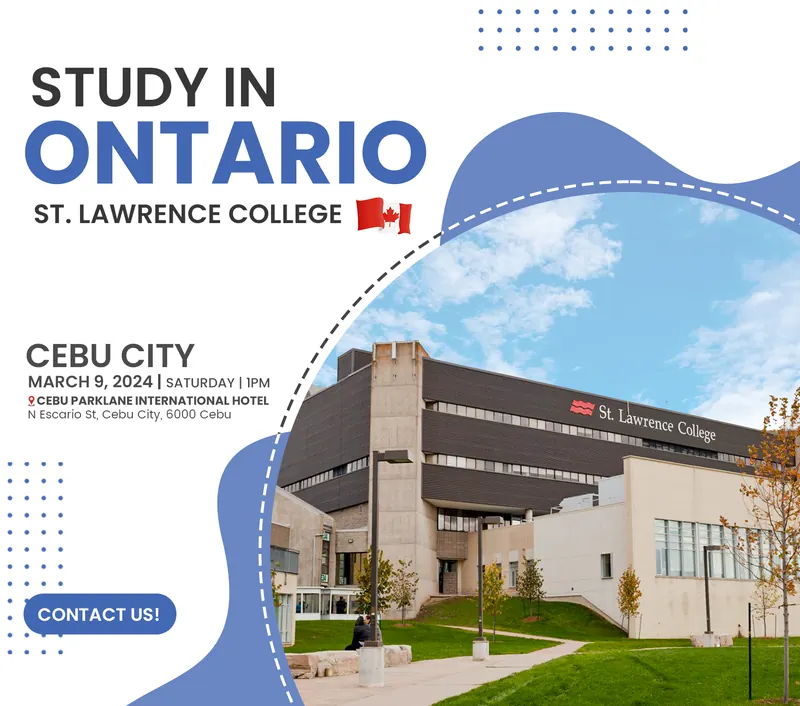 STUDY IN
ONTARIO
ST. LAWRENCE COLLEGE
CEBU CITY
MARCH 9, 2024 | SATURDAY | 1PM
CEBU PARKLANE INTERNATIONAL HOTEL
N Escario St, Cebu City, 6000 Cebu
St. Lawrence College
CONTACT US!